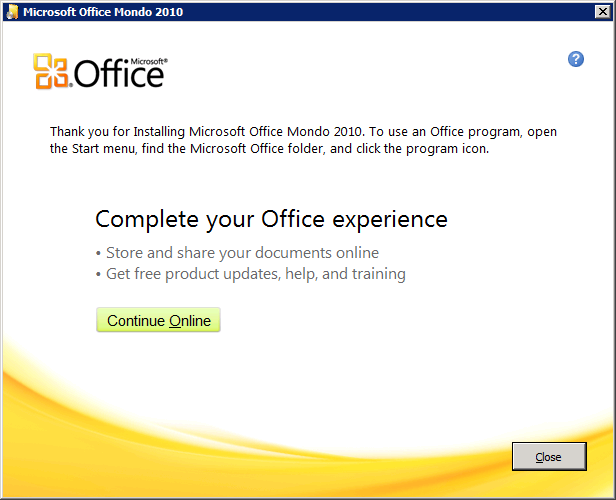 Microsoft Office Mondo 2010
Microsoft®
Office
Thank you for Installing Microsoft Office Mondo 2010. To use an Office program, open
the Start menu, find the Microsoft Office folder, and click the program icon.
Complete your Office experience
• Store and share your documents online
• Get free product updates, help, and training
Continue Online
Close